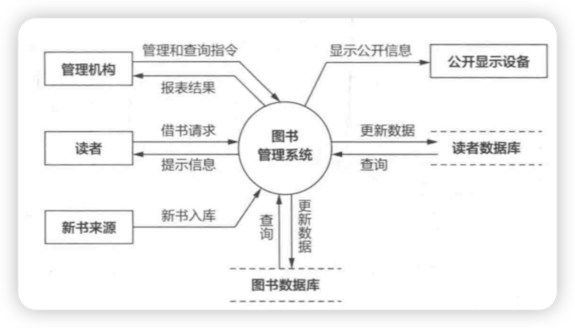 管理和查询指令
显示公开信息
管理机构
公开显示设备
报表结果
借书请求
图书
管理系统
更新数据
读者
读者数据库
提示信息
查询
新书来源
新书入库
查询
更新数据
图书数据库